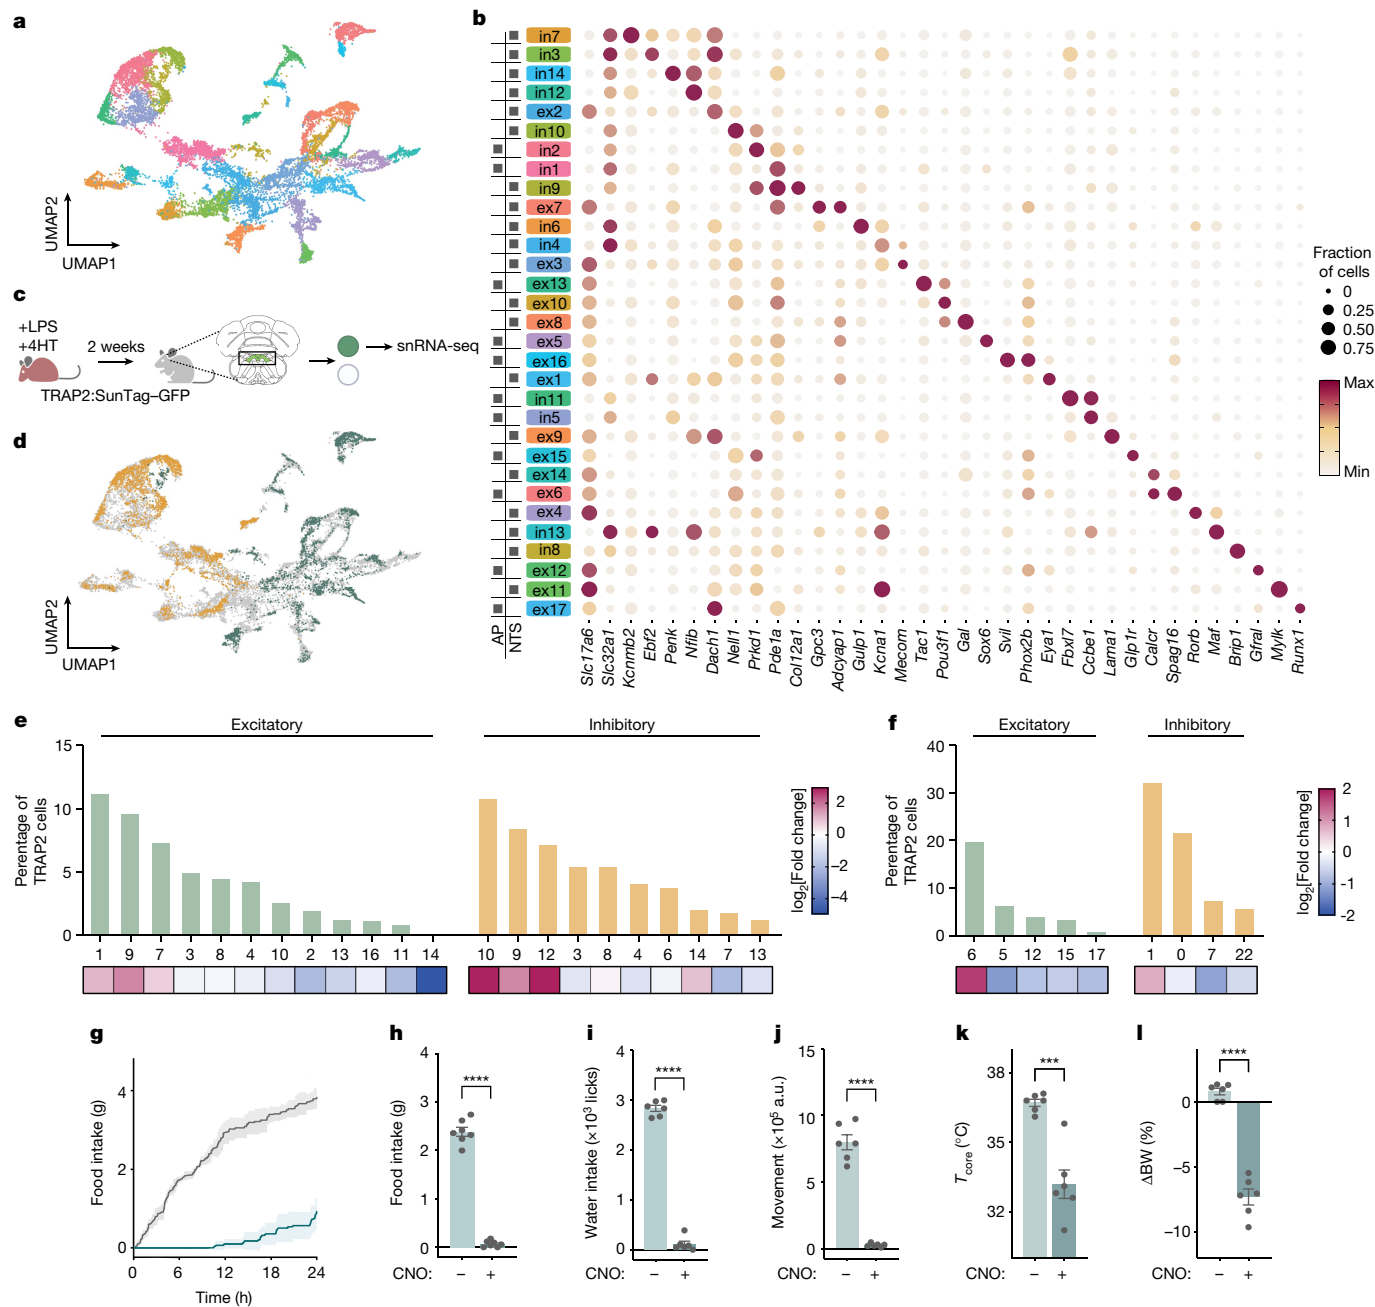 a
UMAP2
UMAP1
b
in7
in3
in14
in12
ex2
in10
in2
in1
in9
ex7
in6
in4
ex3
ex13
ex10
ex8
ex5
ex16
ex1
in11
in5
ex9
ex15
ex14
ex6
ex4
in13
in8
ex12
ex11
ex17
AP
NTS
Slc17a6
Slc32a1
Kcnmb2
Ebf2
Penk
Nfib
Dach1
Nell1
Prkd1
Pde1a
Col12a1
Gpc3
Adcyap1
Gulp1
Kcna1
Mecom
Tac1
Pou3f1
Gal
Sox6
Svil
Phox2b
Eya1
Fbxl7
Ccbe1
Lama1
Glp1r
Calcr
Spag16
Rorb
Maf
Brip1
Gfral
Mylk
Runx1
Fraction
of cells
0
0.25
0.50
0.75
Max
Min
c
+LPS
+4HT
2 weeks
snRNA-seq
TRAP2:SunTag–GFP
d
UMAP2
UMAP1
e
Excitatory
Inhibitory
Perentage of
TRAP2 cells
15
10
5
0
1 9 7 3 8 4 10 2 13 16 11 14
10 9 12 3 8 4 6 14 7 13
log2[Fold change]
2
0
−2
−4
f
Excitatory
Inhibitory
Percentage of
TRAP2 cells
40
30
20
10
0
6 5 12 15 17
1 0 7 22
log2[Fold change]
2
1
0
-1
-2
g
Food intake (g)
4
2
0
0 6 12 18 24
Time (h)
h
Food intake (g)
4
3
2
1
0
****
CNO: − +
i
Water intake (×10³ licks)
4
3
2
1
0
****
CNO: − +
j
Movement (×10⁵ a.u.)
15
10
5
0
****
CNO: − +
k
Tcore (°C)
38
35
32
***
CNO: − +
l
ΔBW (%)
0
−5
−10
****
CNO: − +